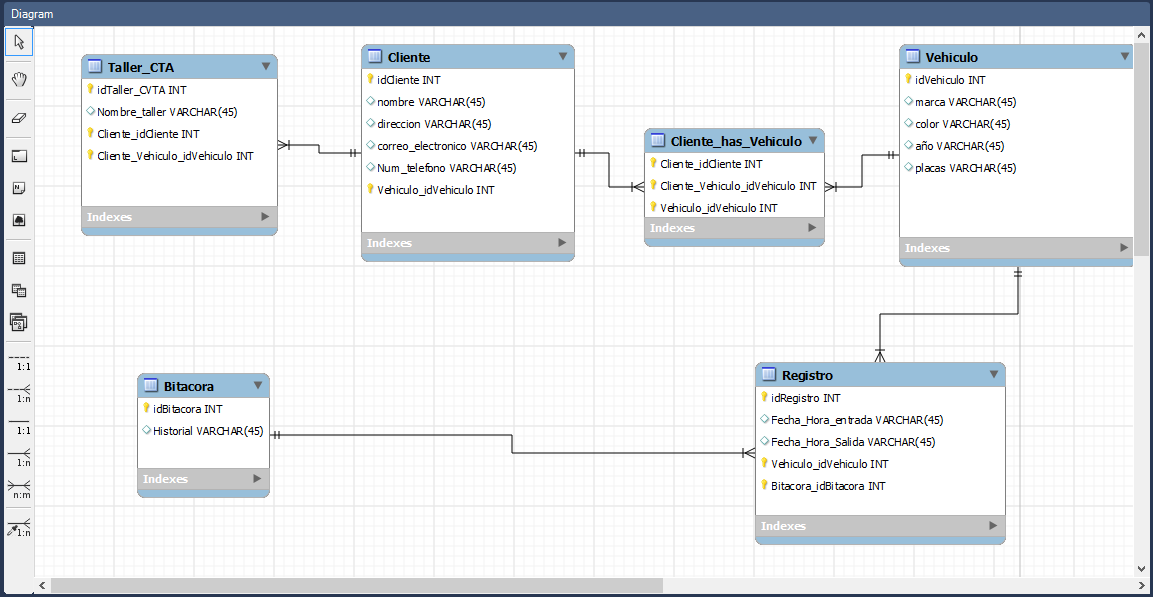 Diagram
Taller_CTA
idTaller_CVTA INT
Nombre_taller VARCHAR(45)
Cliente_idCliente INT
Cliente_Vehiculo_idVehiculo INT
Indexes
Cliente
idCliente INT
nombre VARCHAR(45)
direccion VARCHAR(45)
correo_electronico VARCHAR(45)
Num_telefono VARCHAR(45)
Vehiculo_idVehiculo INT
Indexes
Cliente_has_Vehiculo
Cliente_idCliente INT
Cliente_Vehiculo_idVehiculo INT
Vehiculo_idVehiculo INT
Indexes
Vehiculo
idVehiculo INT
marca VARCHAR(45)
color VARCHAR(45)
año VARCHAR(45)
placas VARCHAR(45)
Indexes
Bitacora
idBitacora INT
Historial VARCHAR(45)
Indexes
Registro
idRegistro INT
Fecha_Hora_entrada VARCHAR(45)
Fecha_Hora_Salida VARCHAR(45)
Vehiculo_idVehiculo INT
Bitacora_idBitacora INT
Indexes
1:1
1:n
1:1
1:n
n:m
1:n